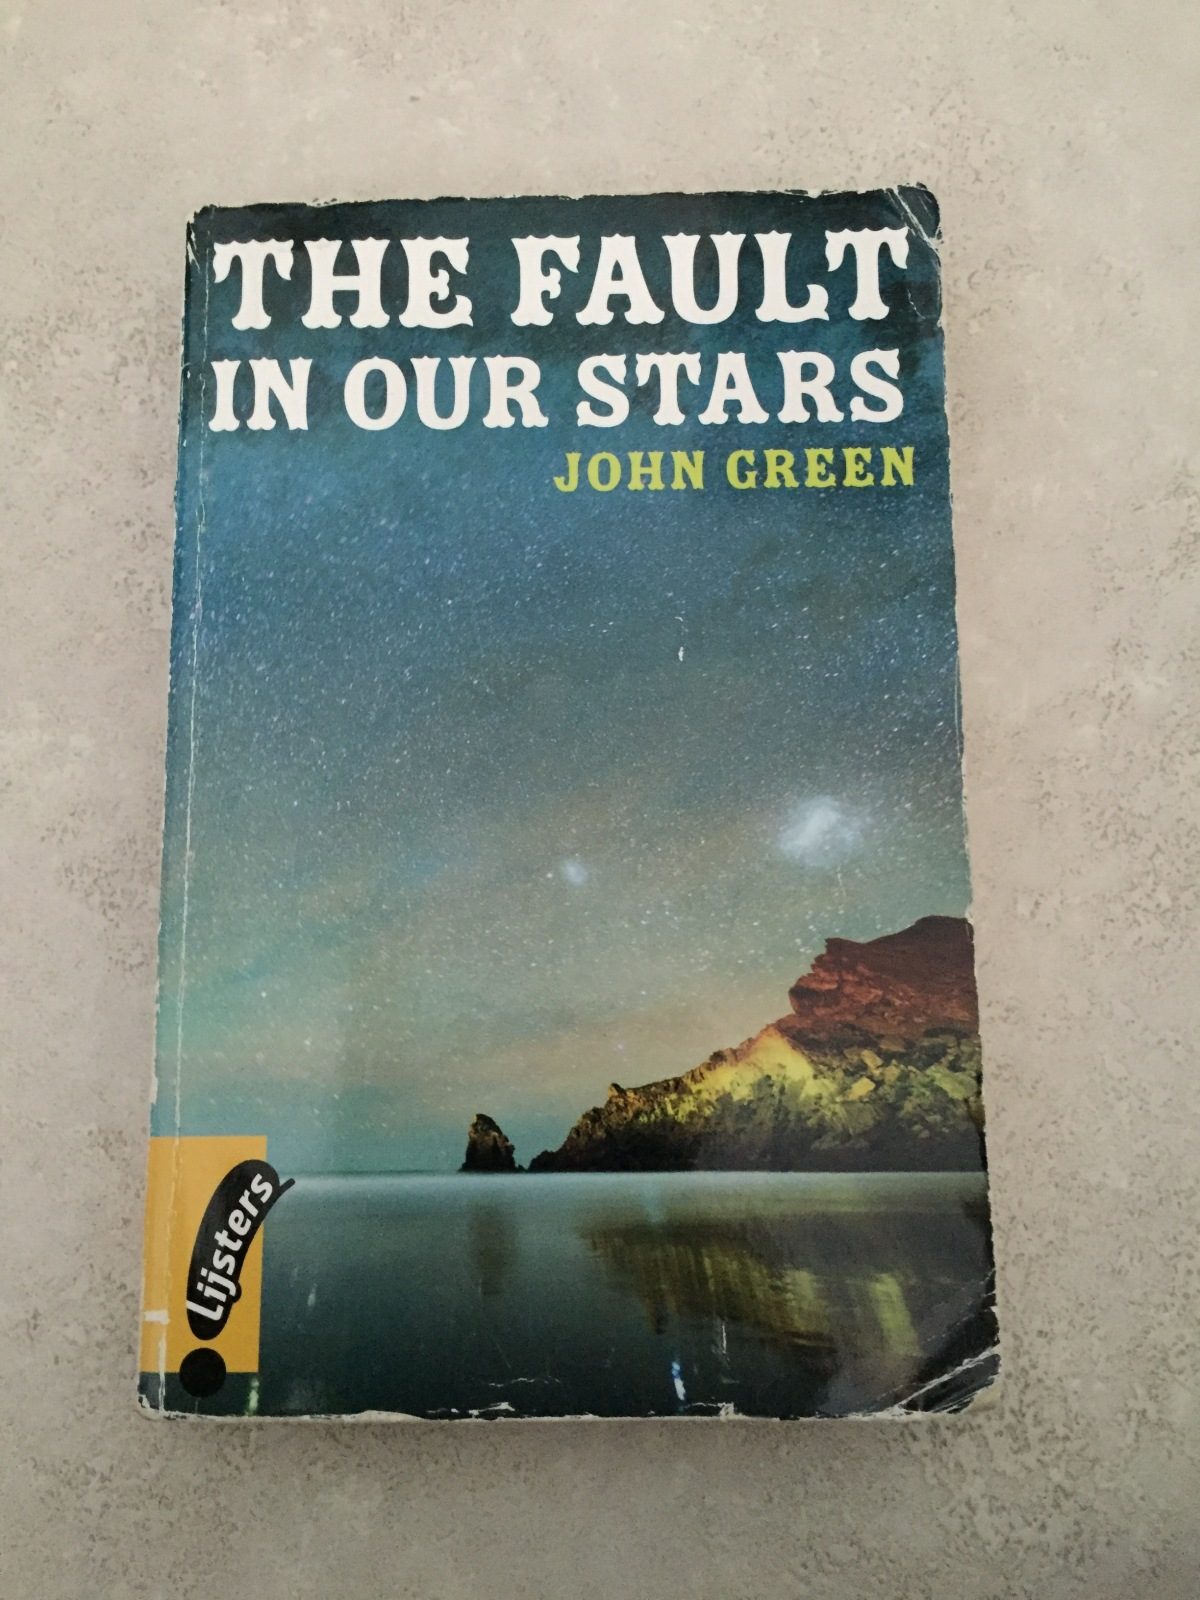 THE FAULT
IN OUR STARS
JOHN GREEN
Lijsters